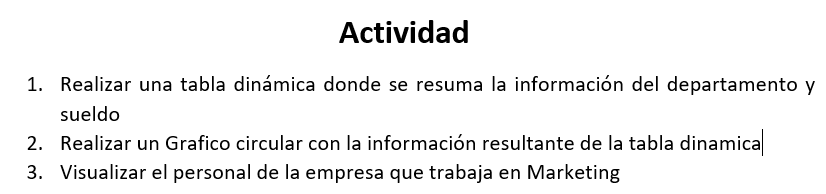 Actividad
1. Realizar una tabla dinámica donde se resuma la información del departamento y
sueldo
2. Realizar un Grafico circular con la información resultante de la tabla dinamica
3. Visualizar el personal de la empresa que trabaja en Marketing